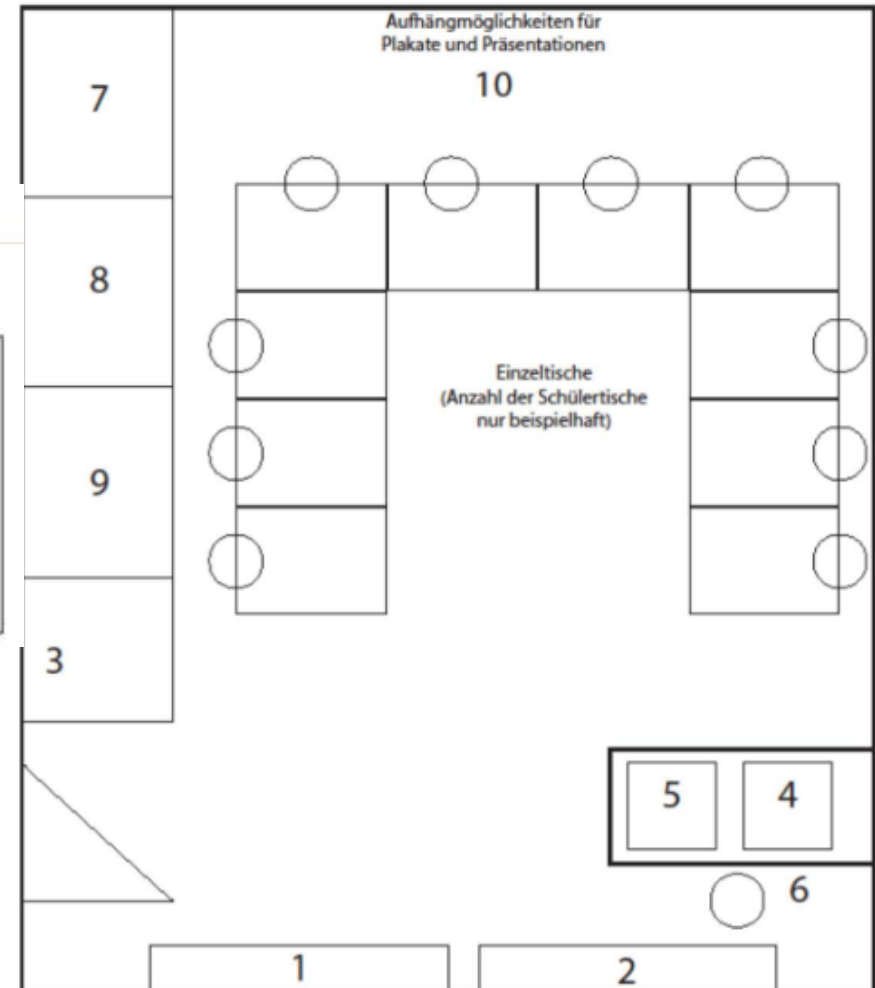 Aufhängmöglichkeiten für
Plakate und Präsentationen
10
7
8
Einzeltische
(Anzahl der Schülertische
nur beispielhaft)
9
3
5
4
6
1
2